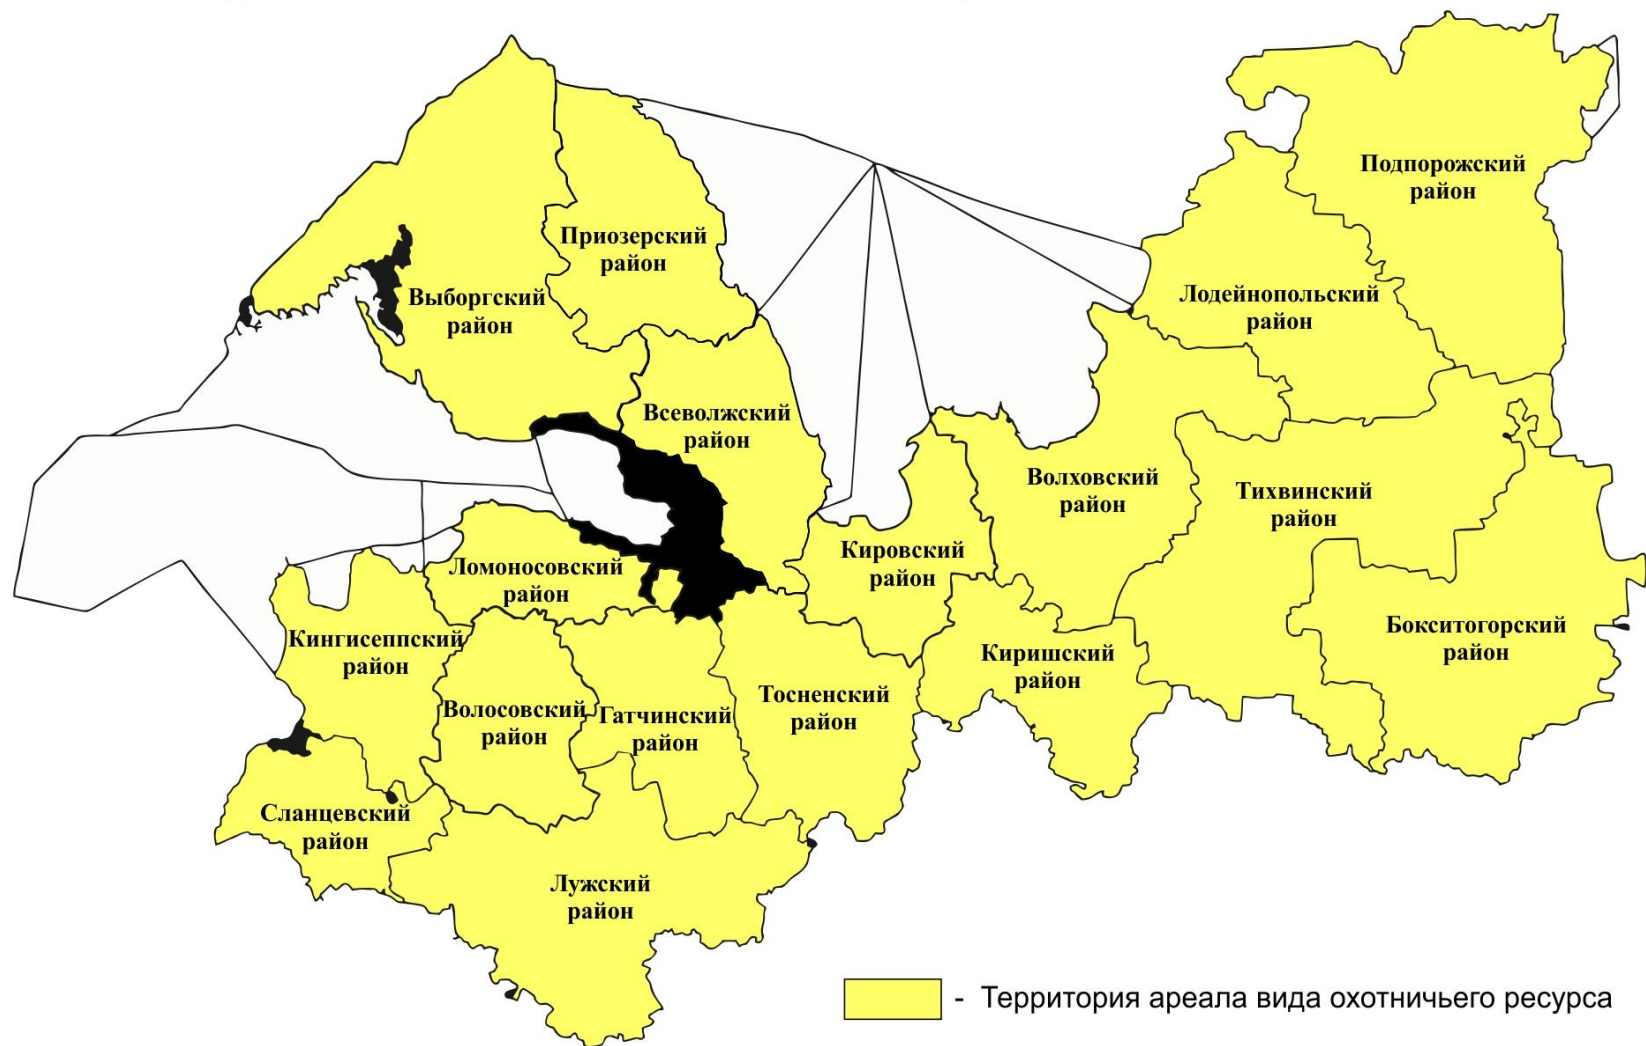 Подпорожский
район
Приозерский
район
Выборгский
район
Лодейнопольский
район
Всеволжский
район
Волховский
район
Тихвинский
район
Кировский
район
Ломоносовский
район
Кингисеппский
район
Киришский
район
Бокситогорский
район
Волосовский
район
Гатчинский
район
Тосненский
район
Сланцевский
район
Лужский
район
- Территория ареала вида охотничьего ресурса